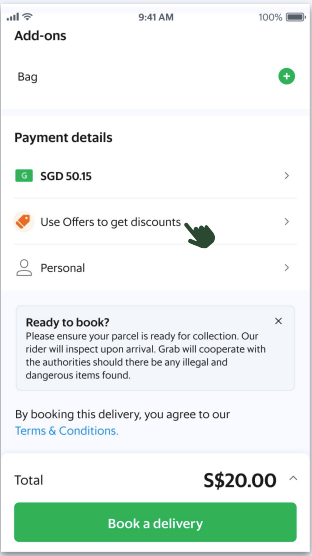 9:41 AM
100%
Add-ons
Bag
Payment details
G
SGD 50.15
Use Offers to get discounts
Personal
Ready to book?
Please ensure your parcel is ready for collection. Our
rider will inspect upon arrival. Grab will cooperate with
the authorities should there be any illegal and
dangerous items found.
By booking this delivery, you agree to our
Terms & Conditions.
Total
S$20.00
Book a delivery